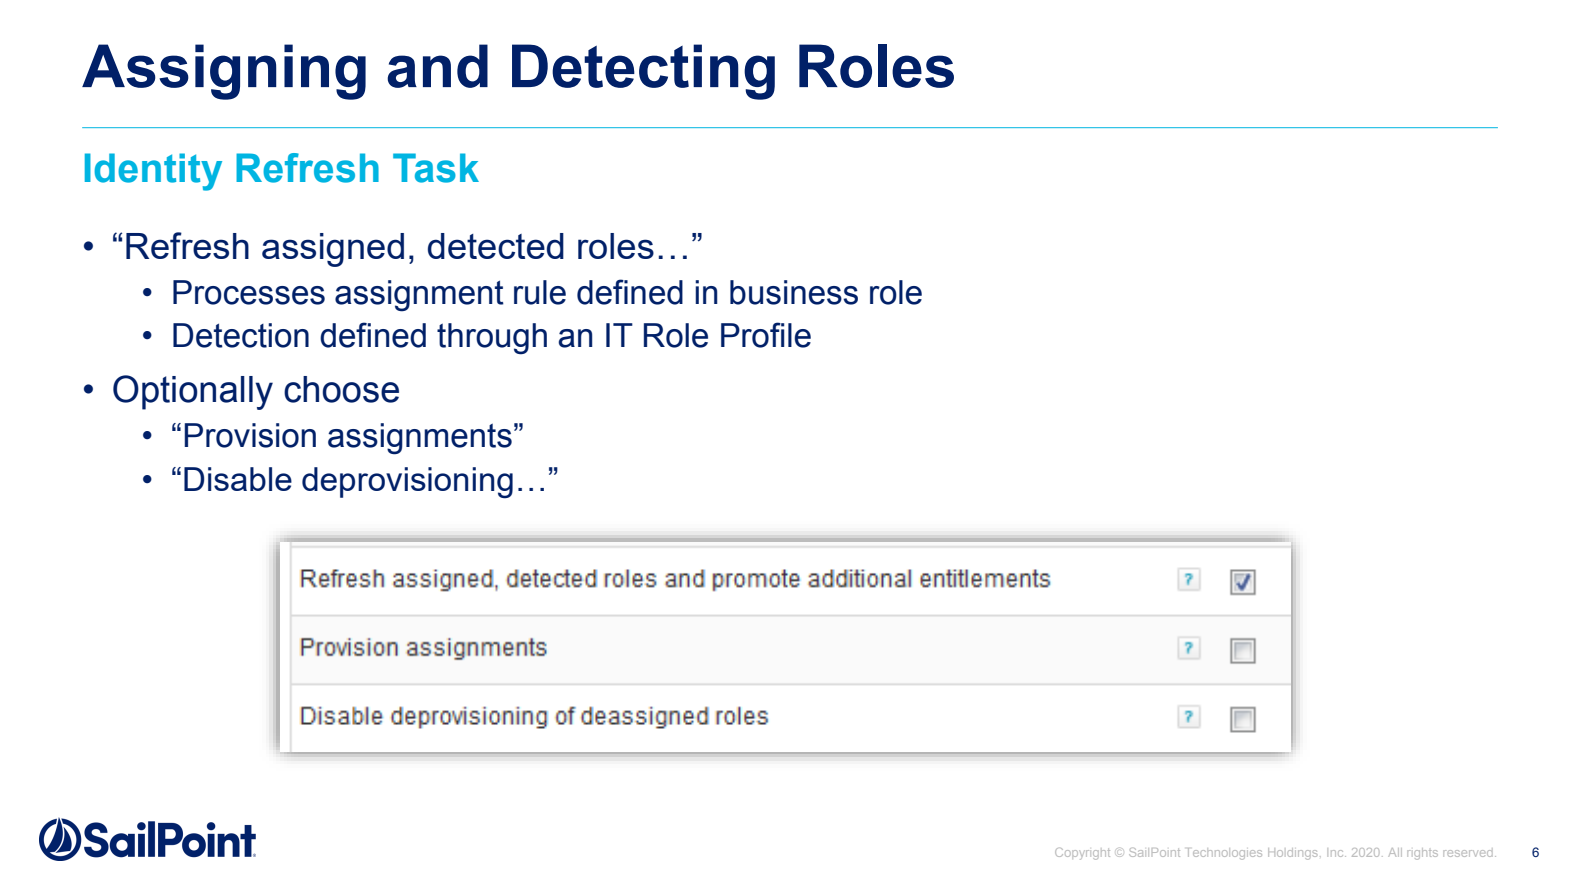 Assigning and Detecting Roles
Identity Refresh Task
• “Refresh assigned, detected roles…”
• Processes assignment rule defined in business role
• Detection defined through an IT Role Profile
• Optionally choose
• “Provision assignments”
• “Disable deprovisioning…”
Refresh assigned, detected roles and promote additional entitlements ?
Provision assignments ?
Disable deprovisioning of deassigned roles ?
SailPoint
Copyright © SailPoint Technologies Holdings, Inc. 2020. All rights reserved. 6